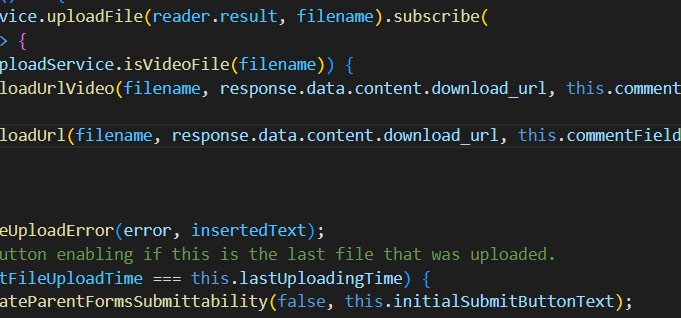 () {
vice.uploadFile(reader.result, filename).subscribe(
> {
ploadService.isVideoFile(filename)) {
loadUrlVideo(filename, response.data.content.download_url, this.comment
loadUrl(filename, response.data.content.download_url, this.commentField
eUploadError(error, insertedText);
utton enabling if this is the last file that was uploaded.
tFileUploadTime === this.lastUploadingTime) {
ateParentFormsSubmittability(false, this.initialSubmitButtonText);